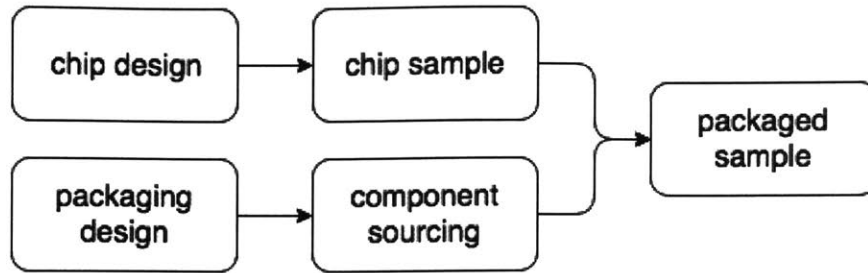 chip design
chip sample
packaged
sample
packaging
design
component
sourcing